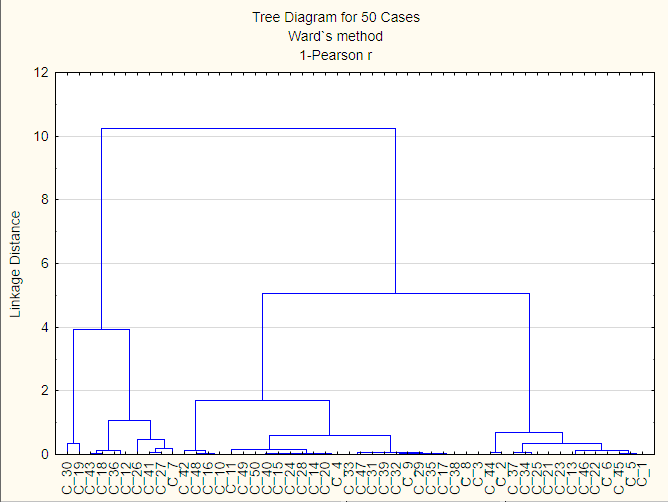 Tree Diagram for 50 Cases
Ward`s method
1-Pearson r
12
10
8
6
4
2
0
Linkage Distance
C_30
C_19
C_43
C_18
C_36
C_12
C_26
C_41
C_27
C_7
C_42
C_48
C_16
C_10
C_11
C_49
C_50
C_40
C_15
C_24
C_28
C_14
C_20
C_4
C_33
C_47
C_31
C_39
C_32
C_9
C_29
C_35
C_17
C_38
C_8
C_3
C_44
C_2
C_37
C_34
C_25
C_21
C_23
C_13
C_46
C_22
C_6
C_45
C_5
C_1